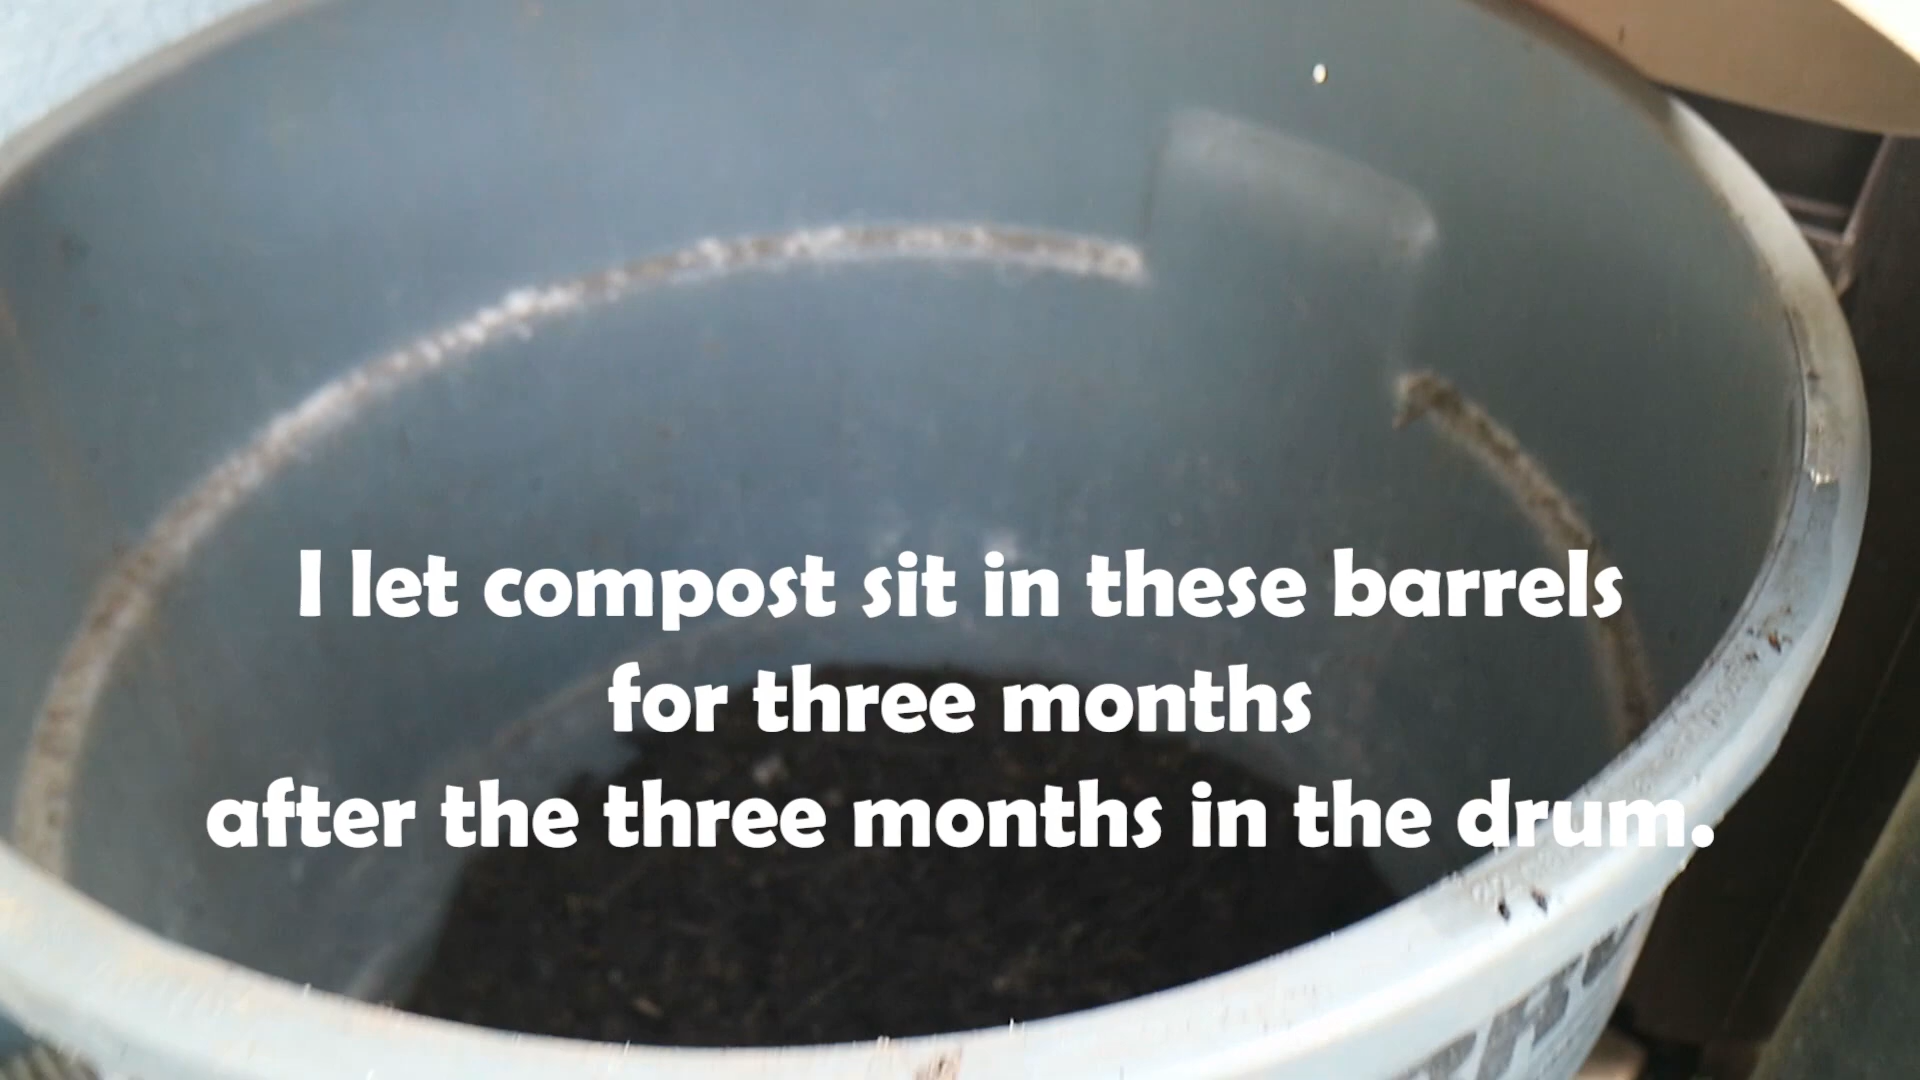 I let compost sit in these barrels
for three months
after the three months in the drum.